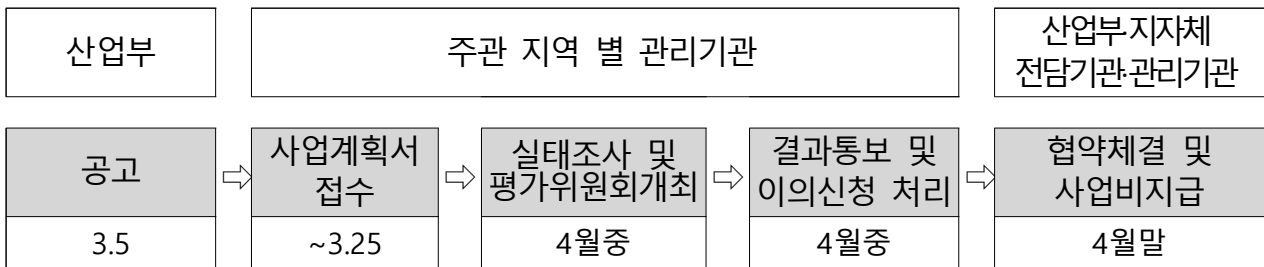 산업부
주관 지역 별 관리기관
산업부·지자체
전담기관·관리기관
공고
사업계획서
접수
실태조사 및
평가위원회개최
결과통보 및
이의신청 처리
협약체결 및
사업비지급
3.5
~3.25
4월중
4월중
4월말